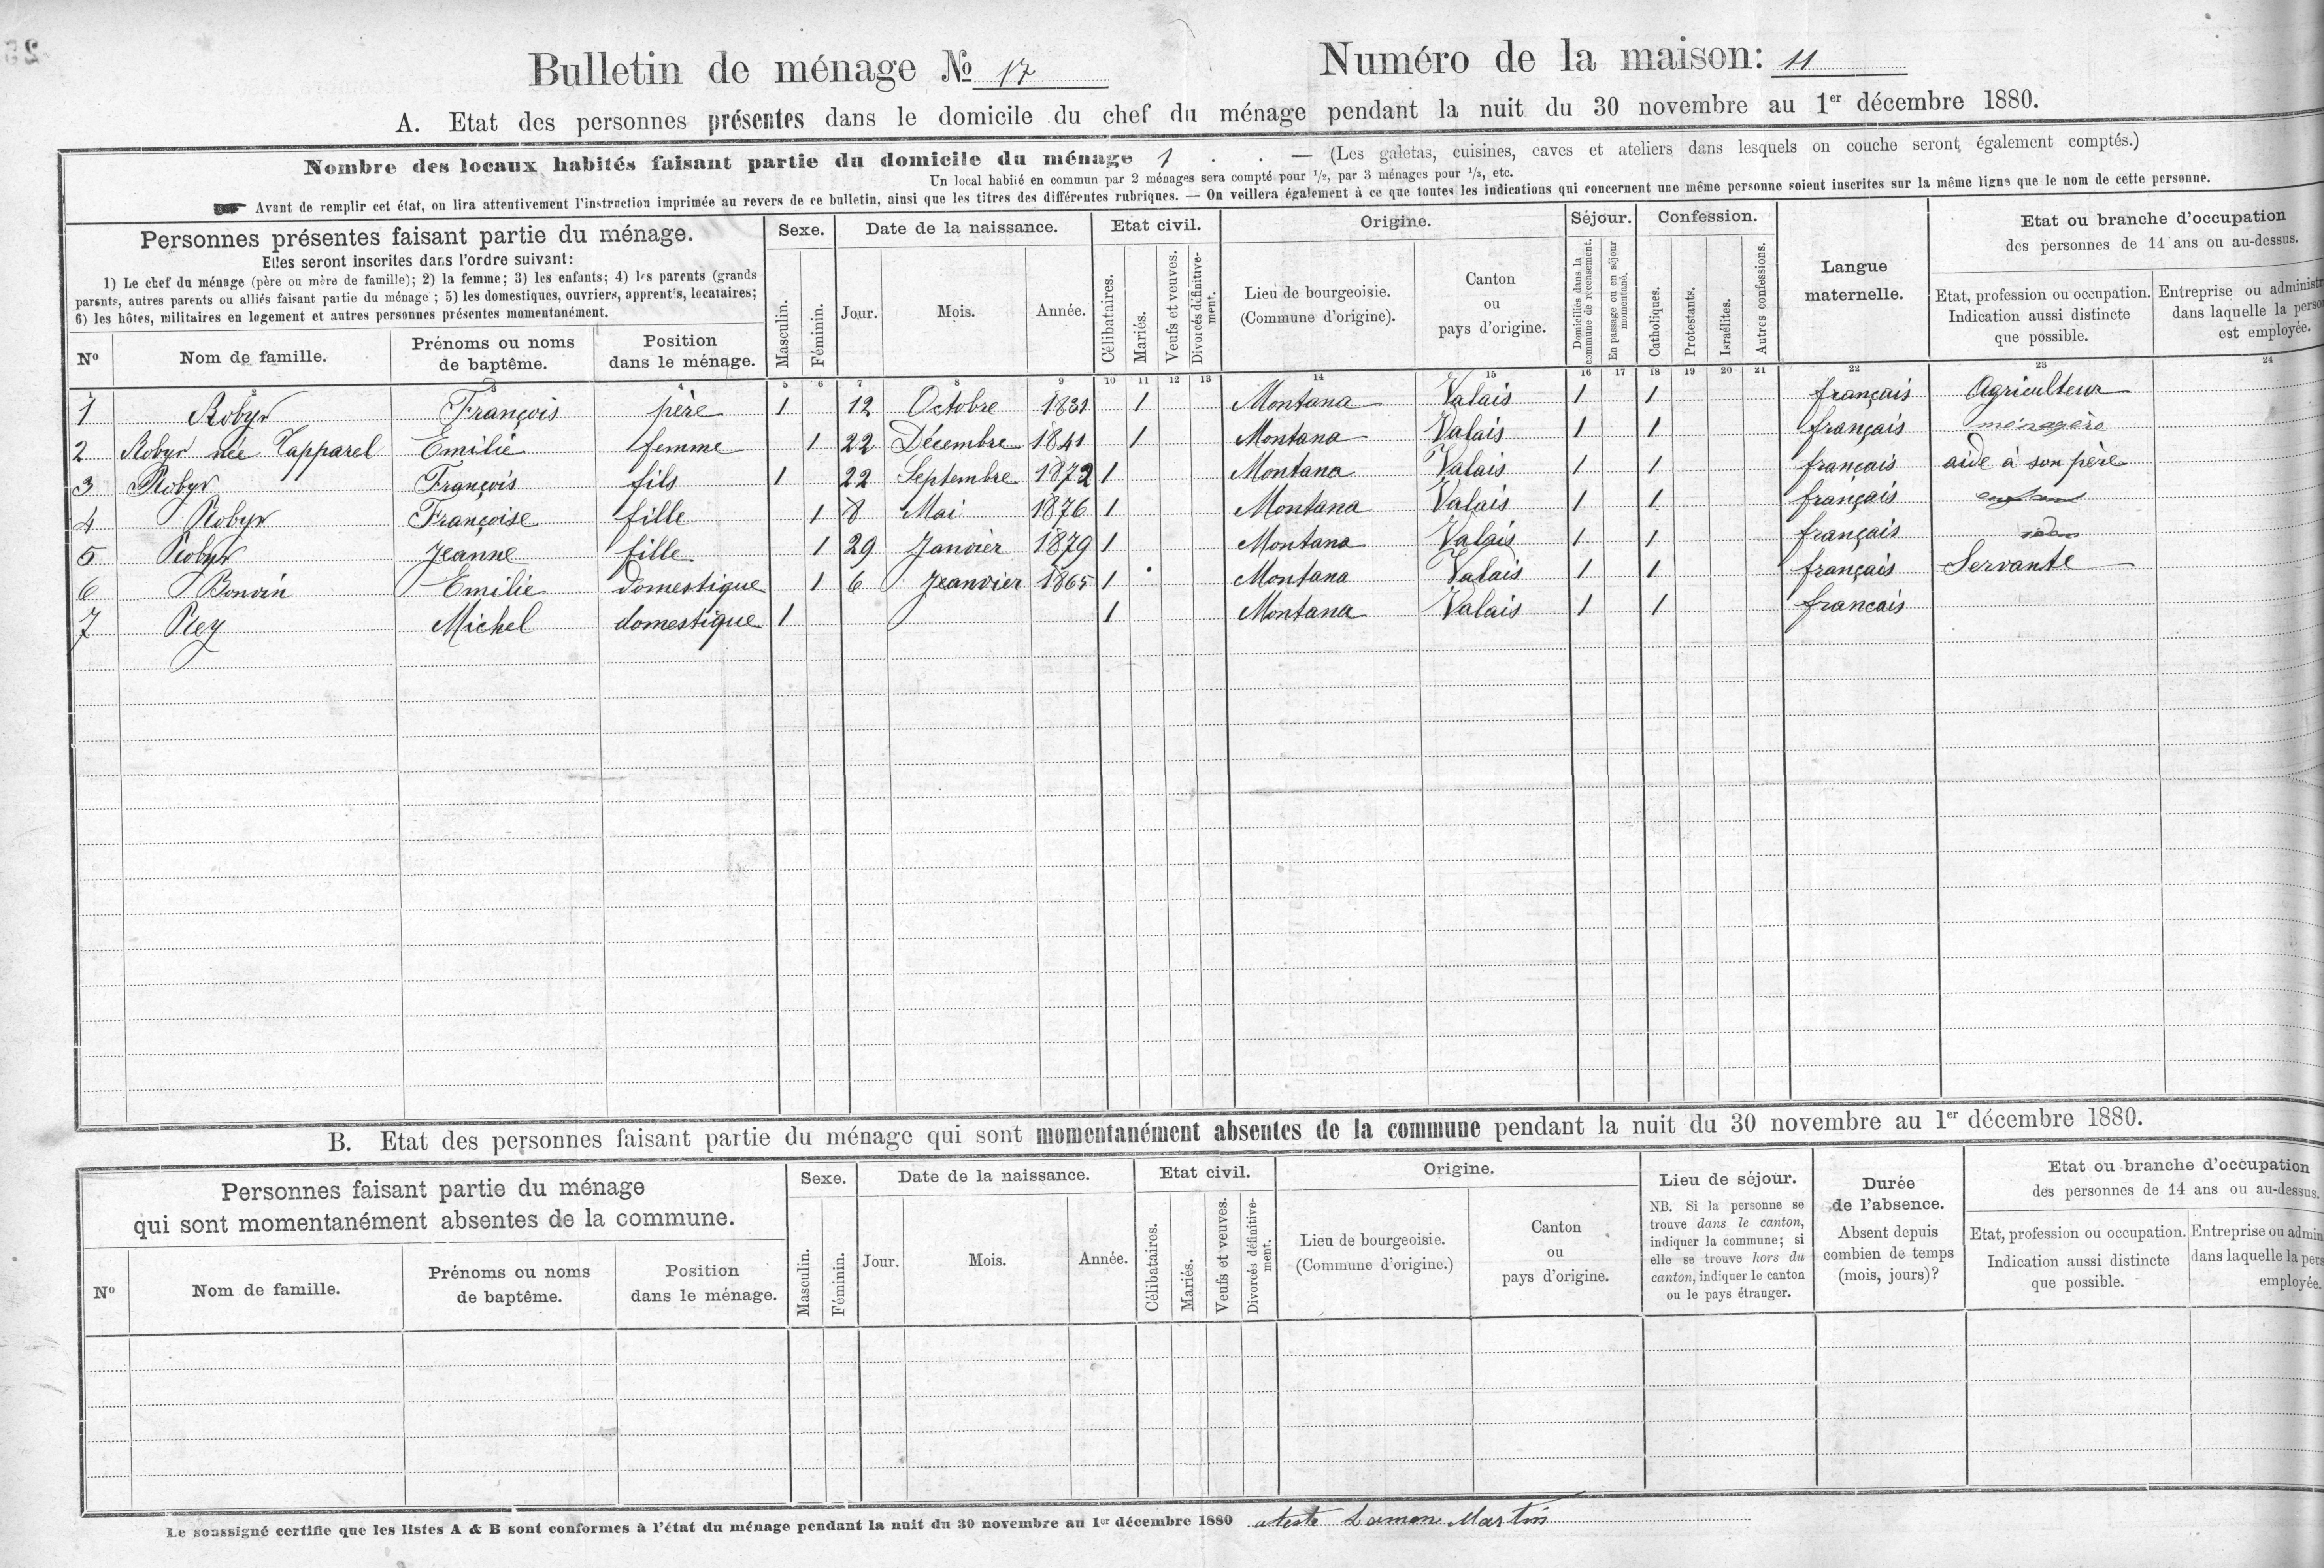 Bulletin de ménage No 17 Numéro de la maison: 11
A. Etat des personnes présentes dans le domicile du chef du ménage pendant la nuit du 30 novembre au 1er décembre 1880.
Nombre des locaux habités faisant partie du domicile du ménage 1 . . — (Les galetas, cuisines, caves et ateliers dans lesquels on couche seront également comptés.)
Un local habité en commun par 2 ménages sera compté pour 1/2, par 3 ménages pour 1/3, etc.
Avant de remplir cet état, on lira attentivement l'instruction imprimée au revers de ce bulletin, ainsi que les titres des différentes rubriques. — On veillera également à ce que toutes les indications qui concernent une même personne soient inscrites sur la même ligne que le nom de cette personne.
Personnes présentes faisant partie du ménage.
Elles seront inscrites dans l'ordre suivant:
1) Le chef du ménage (père ou mère de famille); 2) la femme; 3) les enfants; 4) les parents (grands
parents, autres parents ou alliés faisant partie du ménage; 5) les domestiques, ouvriers, apprentis, locataires;
6) les hôtes, militaires en logement et autres personnes présentes momentanément.
No
Nom de famille.
Prénoms ou noms
de baptême.
Position
dans le ménage.
Sexe.
Masculin.
Féminin.
Date de la naissance.
Jour.
Mois.
Année.
Etat civil.
Célibataires.
Mariés.
Veufs et veuves.
Divorcés définitive-
ment.
Origine.
Lieu de bourgeoisie.
(Commune d'origine).
Canton
ou
pays d'origine.
Séjour.
Domiciliés dans la
commune de recensement.
En passage ou en séjour
momentané.
Confession.
Catholiques.
Protestants.
Israélites.
Autres confessions.
Langue
maternelle.
Etat ou branche d'occupation
des personnes de 14 ans ou au-dessus.
Etat, profession ou occupation.
Indication aussi distincte
que possible.
Entreprise ou administr
dans laquelle la perso
est employée.
2 3 4 5 6 7 8 9 10 11 12 13 14 15 16 17 18 19 20 21 22 23 24
1 Robyr François père 1 12 Octobre 1831 1 Montana Valais 1 1 français Agriculteur
2 Robyr née Tapparel Emilie femme 1 22 Décembre 1841 1 Montana Valais 1 1 français ménagère
3 Robyr François fils 1 22 Septembre 1872 1 Montana Valais 1 1 français aide à son père
4 Robyr Françoise fille 1 8 Mai 1876 1 Montana Valais 1 1 français
5 Robyr Jeanne fille 1 29 Janvier 1879 1 Montana Valais 1 1 français
6 Bonvin Emilie domestique 1 6 Jeanvier 1865 1 Montana Valais 1 1 français Servante
7 Rey Michel domestique 1 1 Montana Valais 1 1 francais
B. Etat des personnes faisant partie du ménage qui sont momentanément absentes de la commune pendant la nuit du 30 novembre au 1er décembre 1880.
Personnes faisant partie du ménage
qui sont momentanément absentes de la commune.
No
Nom de famille.
Prénoms ou noms
de baptême.
Position
dans le ménage.
Sexe.
Masculin.
Féminin.
Date de la naissance.
Jour.
Mois.
Année.
Etat civil.
Célibataires.
Mariés.
Veufs et veuves.
Divorcés définitive-
ment.
Origine.
Lieu de bourgeoisie.
(Commune d'origine.)
Canton
ou
pays d'origine.
Lieu de séjour.
NB. Si la personne se
trouve dans le canton,
indiquer la commune; si
elle se trouve hors du
canton, indiquer le canton
ou le pays étranger.
Durée
de l'absence.
Absent depuis
combien de temps
(mois, jours)?
Etat ou branche d'occupation
des personnes de 14 ans ou au-dessus.
Etat, profession ou occupation.
Indication aussi distincte
que possible.
Entreprise ou admin
dans laquelle la pers
employée.
Le soussigné certifie que les listes A & B sont conformes à l'état du ménage pendant la nuit du 30 novembre au 1er décembre 1880 ateste Lamon Martin